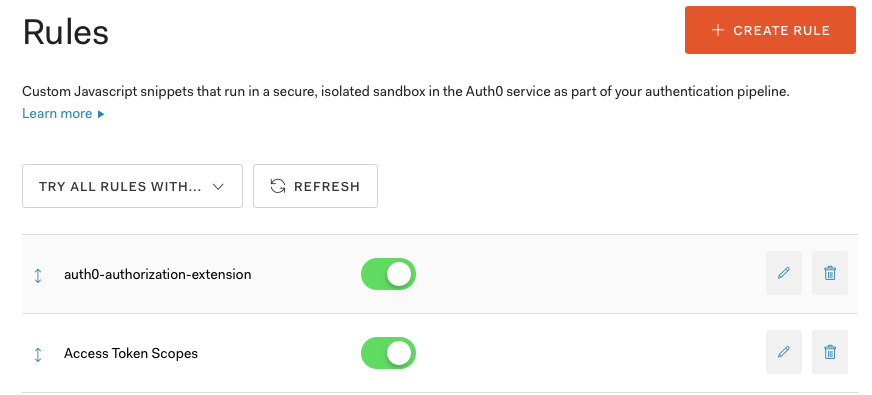 Rules
+ CREATE RULE
Custom Javascript snippets that run in a secure, isolated sandbox in the Auth0 service as part of your authentication pipeline.
Learn more ▶
TRY ALL RULES WITH...
REFRESH
auth0-authorization-extension
Access Token Scopes